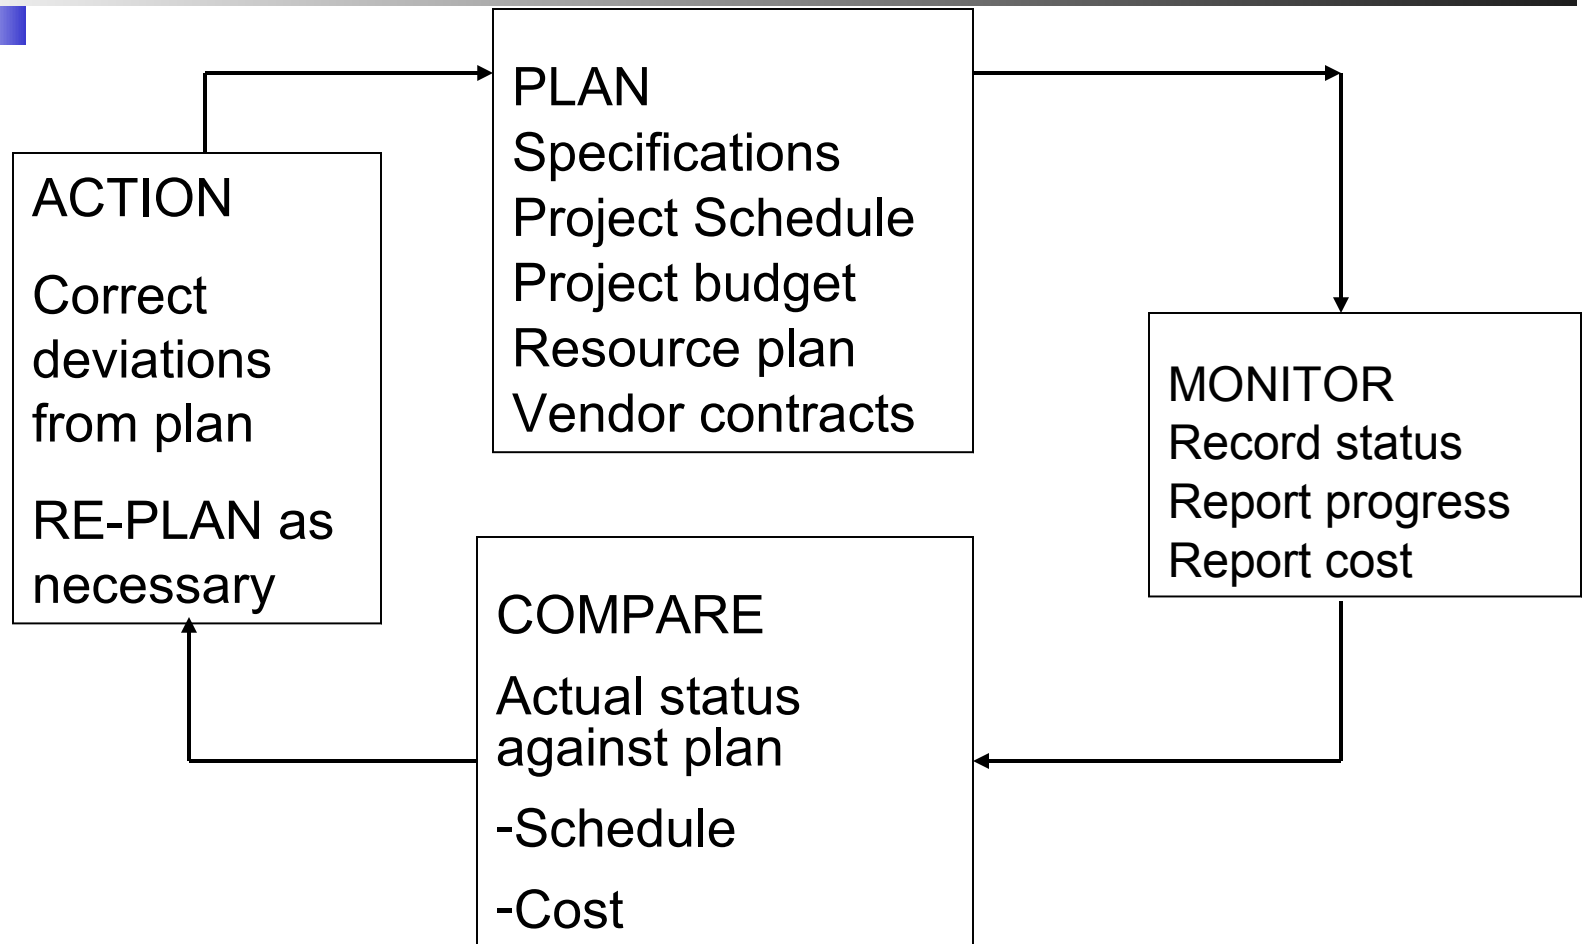 PLAN
Specifications
Project Schedule
Project budget
Resource plan
Vendor contracts
MONITOR
Record status
Report progress
Report cost
COMPARE
Actual status
against plan
-Schedule
-Cost
ACTION
Correct
deviations
from plan
RE-PLAN as
necessary